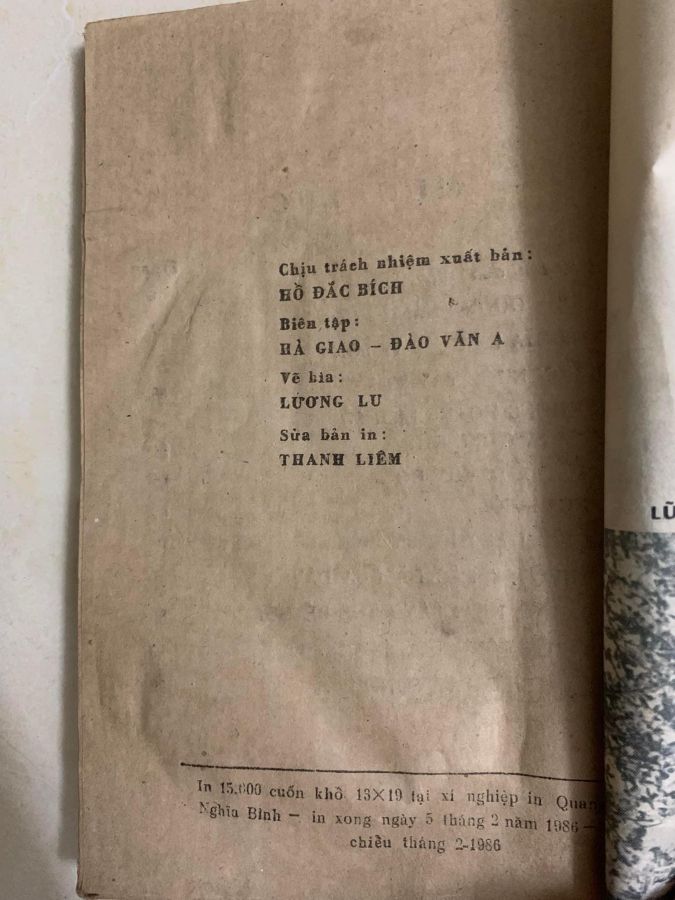 Chịu trách nhiệm xuất bản:
HỒ ĐẮC BÍCH
Biên tập:
HÀ GIAO – ĐÀO VĂN A
Vẽ bìa:
LƯƠNG LƯ
Sửa bản in:
THANH LIÊM
LŨ
In 15.000 cuốn khổ 13×19 tại xí nghiệp in Quan
Nghĩa Bình – in xong ngày 5 tháng 2 năm 1986 –
chiều tháng 2-1986